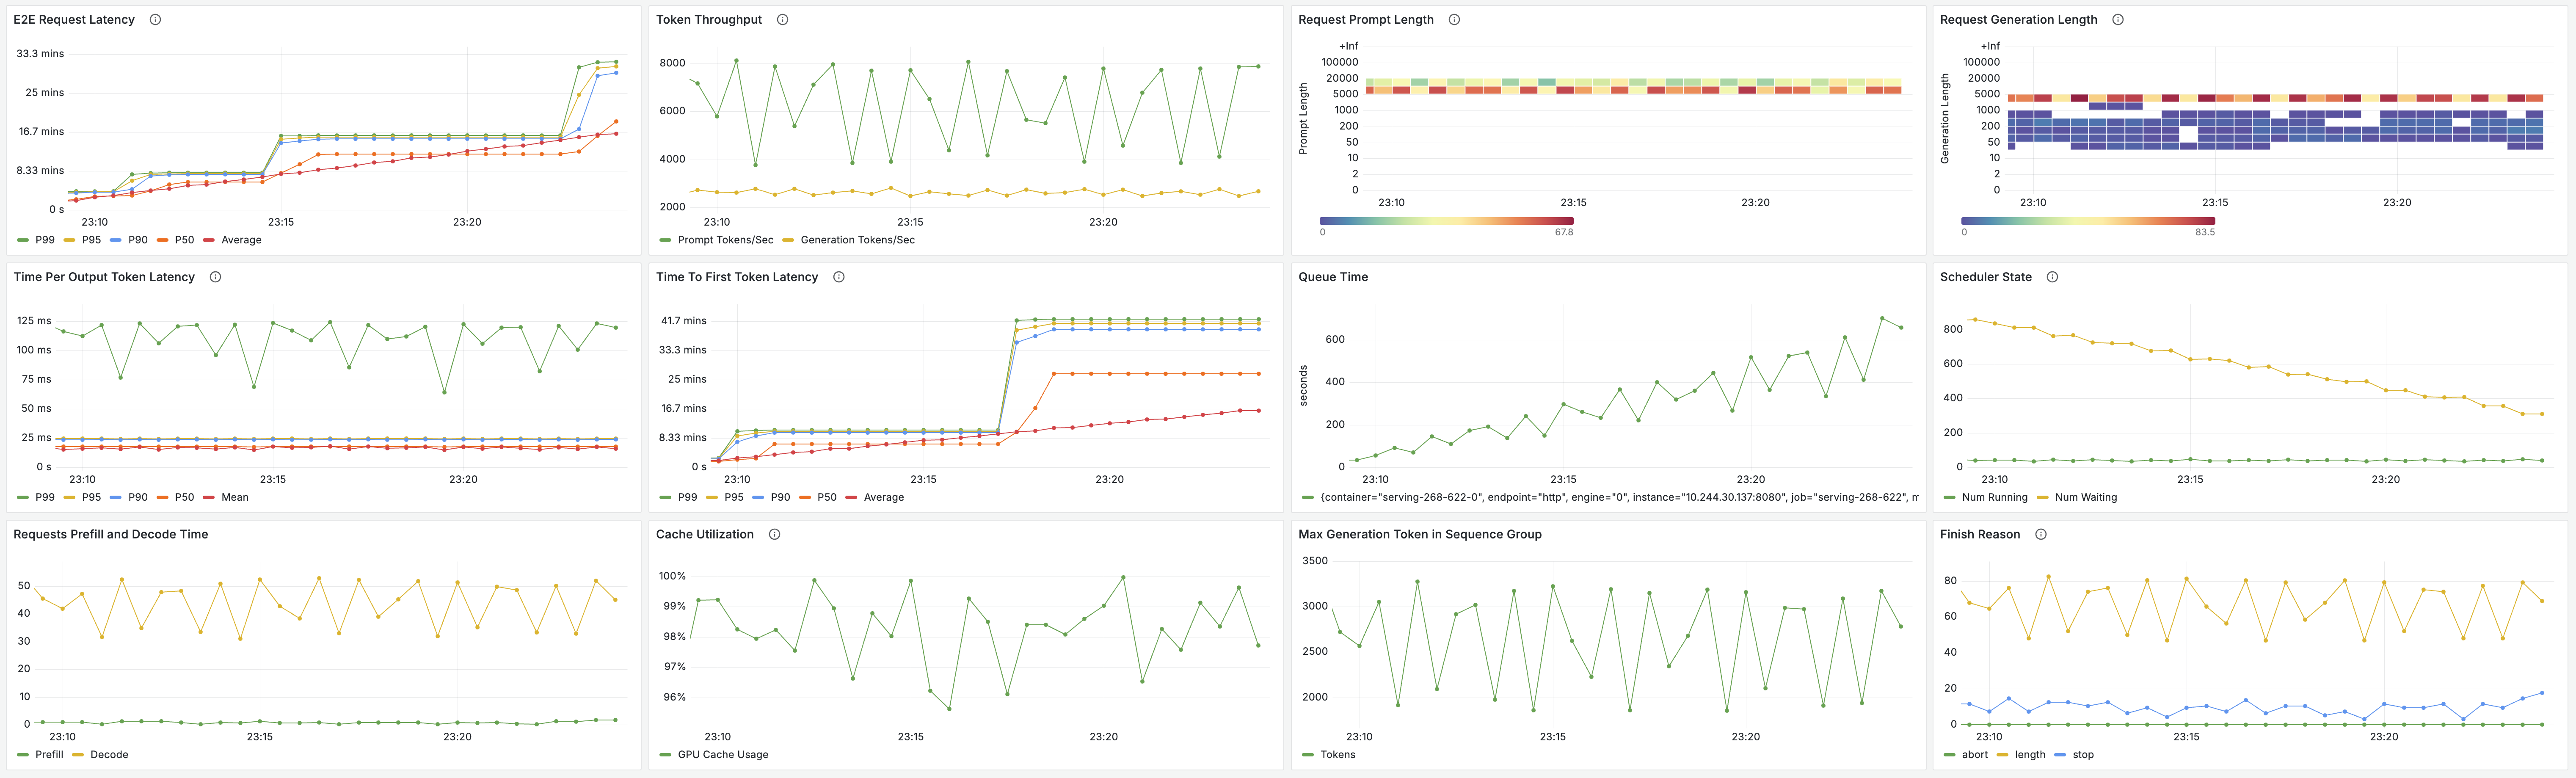 E2E Request Latency
33.3 mins
25 mins
16.7 mins
8.33 mins
0 s
23:10 23:15 23:20
P99 P95 P90 P50 Average
Token Throughput
8000
6000
4000
2000
23:10 23:15 23:20
Prompt Tokens/Sec Generation Tokens/Sec
Request Prompt Length
Prompt Length
+Inf
100000
20000
5000
1000
200
50
10
2
0
23:10 23:15 23:20
0 67.8
Request Generation Length
Generation Length
+Inf
100000
20000
5000
1000
200
50
10
2
0
23:10 23:15 23:20
0 83.5
Time Per Output Token Latency
125 ms
100 ms
75 ms
50 ms
25 ms
0 s
23:10 23:15 23:20
P99 P95 P90 P50 Mean
Time To First Token Latency
41.7 mins
33.3 mins
25 mins
16.7 mins
8.33 mins
0 s
23:10 23:15 23:20
P99 P95 P90 P50 Average
Queue Time
seconds
600
400
200
0
23:10 23:15 23:20
{container="serving-268-622-0", endpoint="http", engine="0", instance="10.244.30.137:8080", job="serving-268-622", m
Scheduler State
800
600
400
200
0
23:10 23:15 23:20
Num Running Num Waiting
Requests Prefill and Decode Time
50
40
30
20
10
0
23:10 23:15 23:20
Prefill Decode
Cache Utilization
100%
99%
98%
97%
96%
23:10 23:15 23:20
GPU Cache Usage
Max Generation Token in Sequence Group
3500
3000
2500
2000
23:10 23:15 23:20
Tokens
Finish Reason
80
60
40
20
0
23:10 23:15 23:20
abort length stop